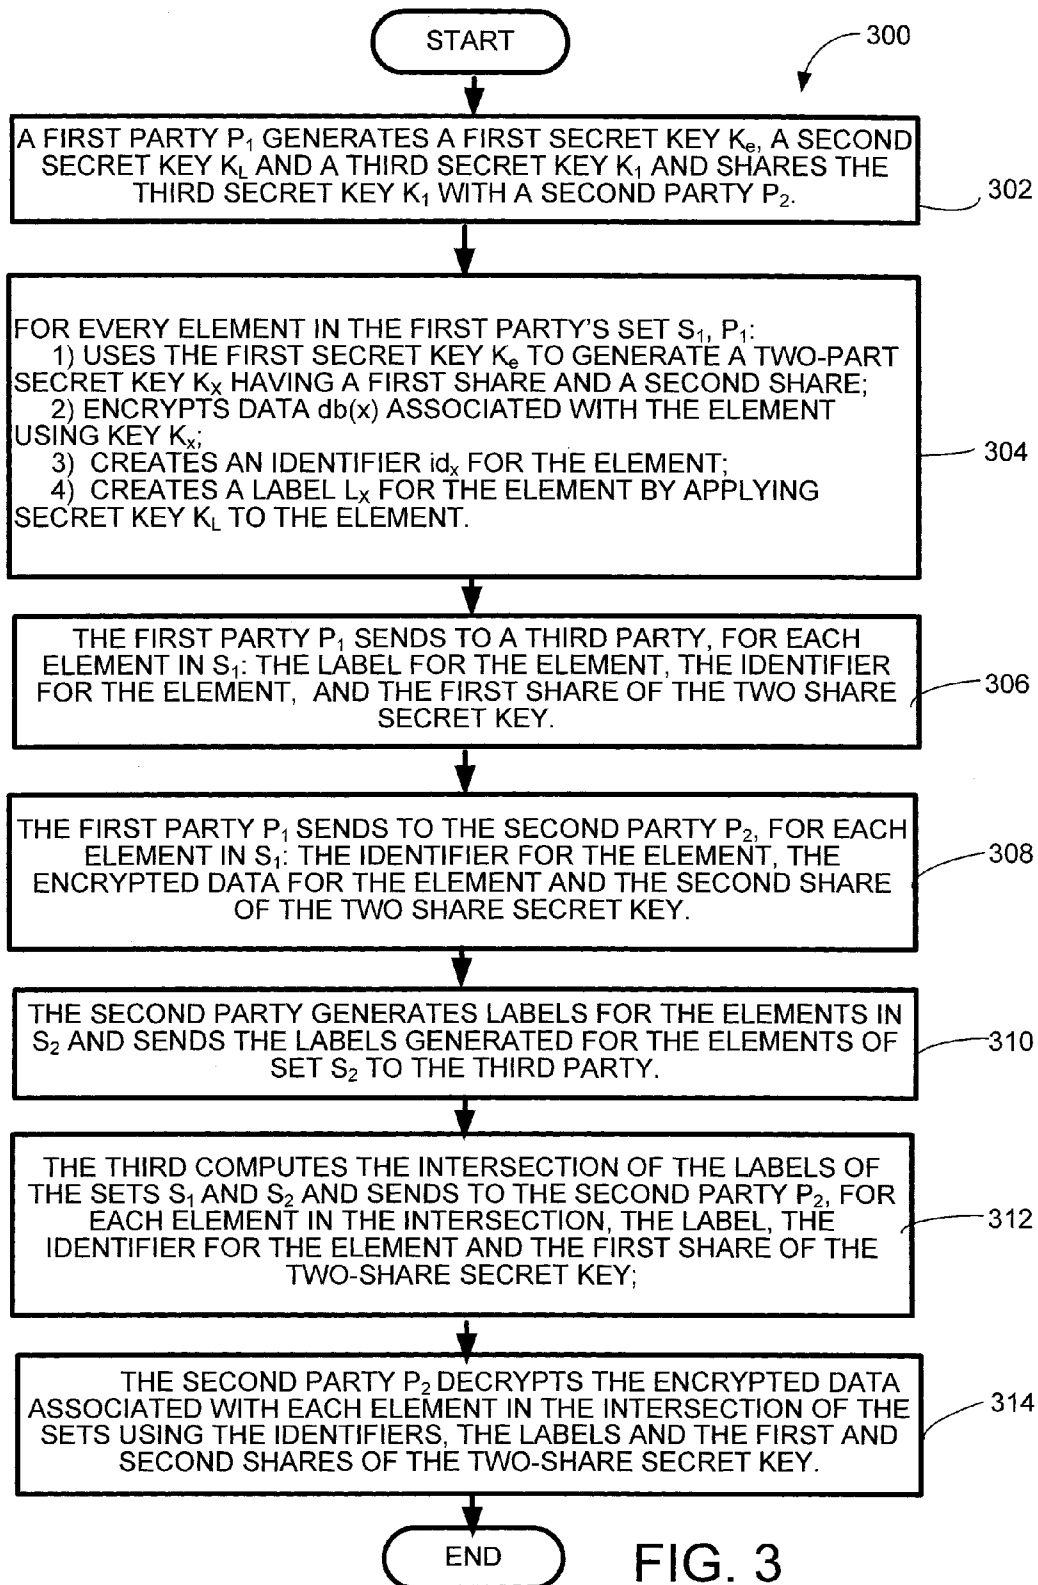 START
300
A FIRST PARTY P₁ GENERATES A FIRST SECRET KEY Kₑ, A SECOND
SECRET KEY K_L AND A THIRD SECRET KEY K₁ AND SHARES THE
THIRD SECRET KEY K₁ WITH A SECOND PARTY P₂.
302
FOR EVERY ELEMENT IN THE FIRST PARTY'S SET S₁, P₁:
1) USES THE FIRST SECRET KEY Kₑ TO GENERATE A TWO-PART
SECRET KEY Kₓ HAVING A FIRST SHARE AND A SECOND SHARE;
2) ENCRYPTS DATA db(x) ASSOCIATED WITH THE ELEMENT
USING KEY Kₓ;
3) CREATES AN IDENTIFIER idₓ FOR THE ELEMENT;
4) CREATES A LABEL Lₓ FOR THE ELEMENT BY APPLYING
SECRET KEY K_L TO THE ELEMENT.
304
THE FIRST PARTY P₁ SENDS TO A THIRD PARTY, FOR EACH
ELEMENT IN S₁: THE LABEL FOR THE ELEMENT, THE IDENTIFIER
FOR THE ELEMENT, AND THE FIRST SHARE OF THE TWO SHARE
SECRET KEY.
306
THE FIRST PARTY P₁ SENDS TO THE SECOND PARTY P₂, FOR EACH
ELEMENT IN S₁: THE IDENTIFIER FOR THE ELEMENT, THE
ENCRYPTED DATA FOR THE ELEMENT AND THE SECOND SHARE
OF THE TWO SHARE SECRET KEY.
308
THE SECOND PARTY GENERATES LABELS FOR THE ELEMENTS IN
S₂ AND SENDS THE LABELS GENERATED FOR THE ELEMENTS OF
SET S₂ TO THE THIRD PARTY.
310
THE THIRD COMPUTES THE INTERSECTION OF THE LABELS OF
THE SETS S₁ AND S₂ AND SENDS TO THE SECOND PARTY P₂, FOR
EACH ELEMENT IN THE INTERSECTION, THE LABEL, THE
IDENTIFIER FOR THE ELEMENT AND THE FIRST SHARE OF THE
TWO-SHARE SECRET KEY;
312
THE SECOND PARTY P₂ DECRYPTS THE ENCRYPTED DATA
ASSOCIATED WITH EACH ELEMENT IN THE INTERSECTION OF THE
SETS USING THE IDENTIFIERS, THE LABELS AND THE FIRST AND
SECOND SHARES OF THE TWO-SHARE SECRET KEY.
314
END
FIG. 3